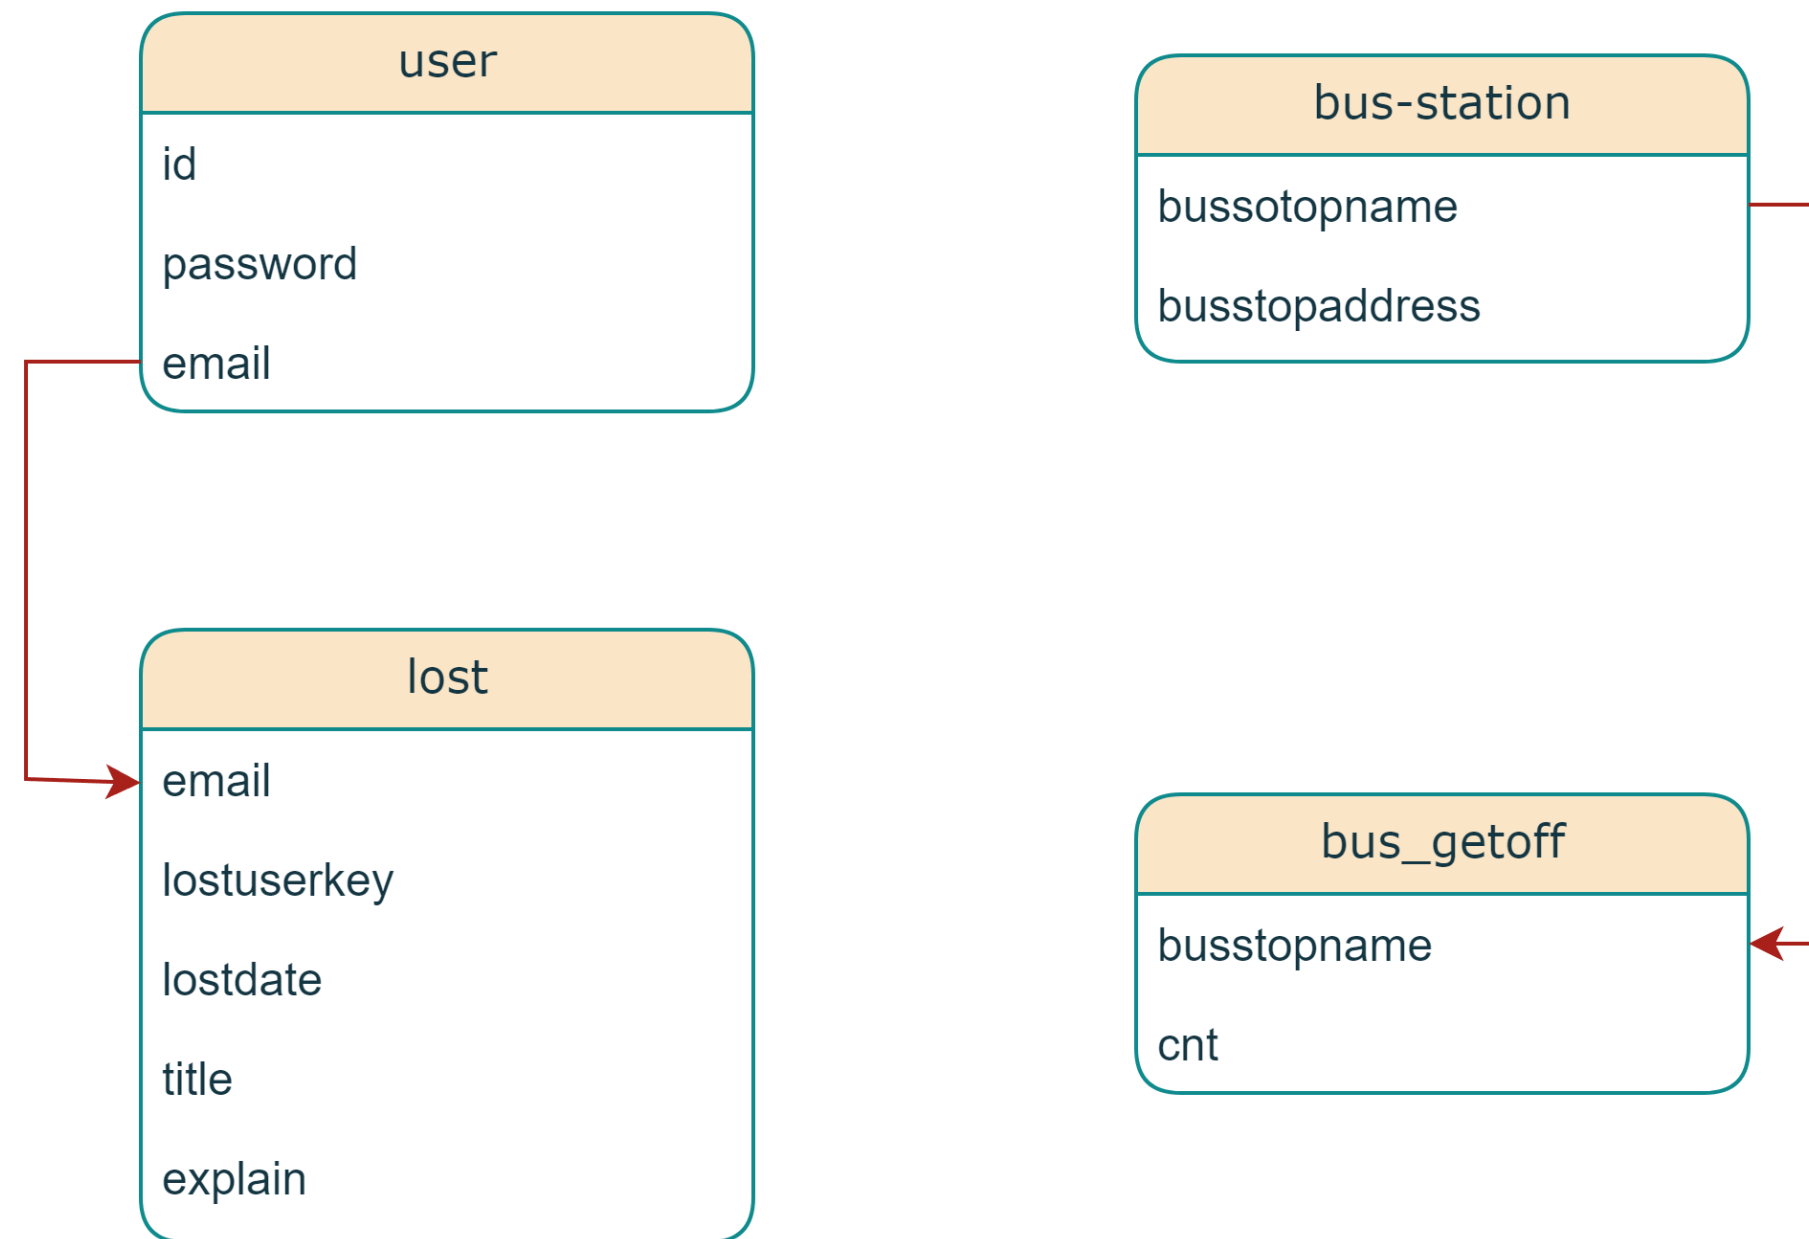 user
id
password
email
bus-station
bussotopname
busstopaddress
lost
email
lostuserkey
lostdate
title
explain
bus_getoff
busstopname
cnt